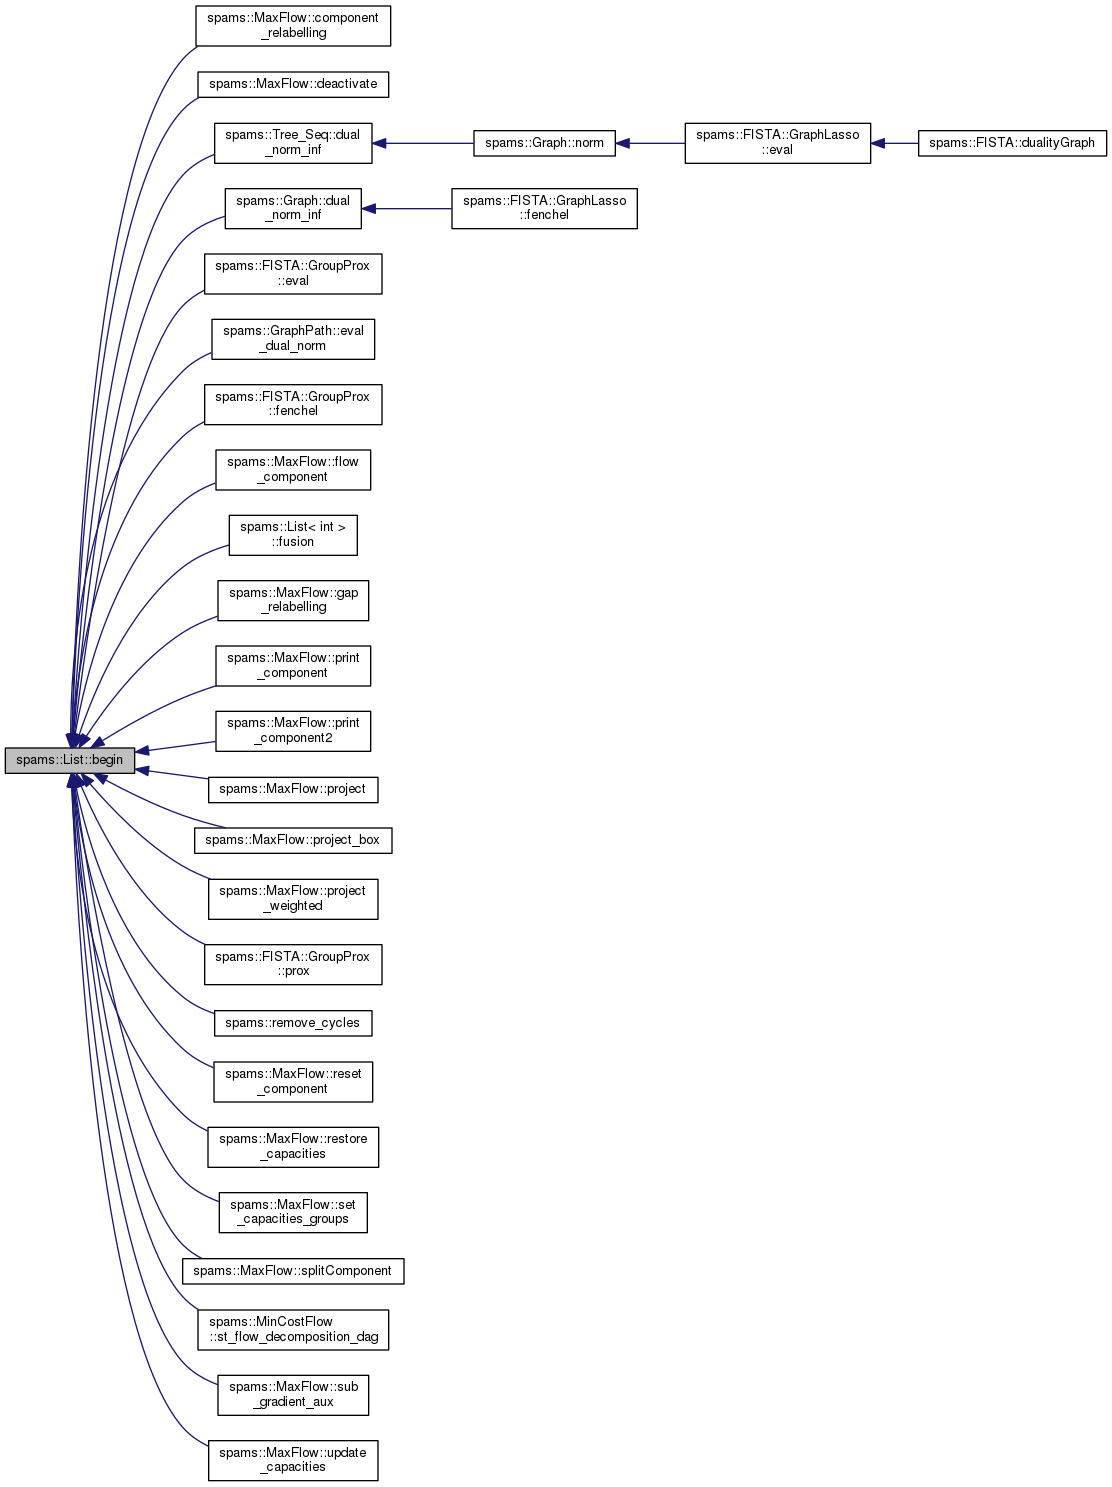 spams::MaxFlow::component
_relabelling
spams::MaxFlow::deactivate
spams::Tree_Seq::dual
_norm_inf
spams::Graph::norm
spams::FISTA::GraphLasso
::eval
spams::FISTA::dualityGraph
spams::Graph::dual
_norm_inf
spams::FISTA::GraphLasso
::fenchel
spams::FISTA::GroupProx
::eval
spams::GraphPath::eval
_dual_norm
spams::FISTA::GroupProx
::fenchel
spams::MaxFlow::flow
_component
spams::List< int >
::fusion
spams::MaxFlow::gap
_relabelling
spams::MaxFlow::print
_component
spams::MaxFlow::print
_component2
spams::List::begin
spams::MaxFlow::project
spams::MaxFlow::project_box
spams::MaxFlow::project
_weighted
spams::FISTA::GroupProx
::prox
spams::remove_cycles
spams::MaxFlow::reset
_component
spams::MaxFlow::restore
_capacities
spams::MaxFlow::set
_capacities_groups
spams::MaxFlow::splitComponent
spams::MinCostFlow
::st_flow_decomposition_dag
spams::MaxFlow::sub
_gradient_aux
spams::MaxFlow::update
_capacities